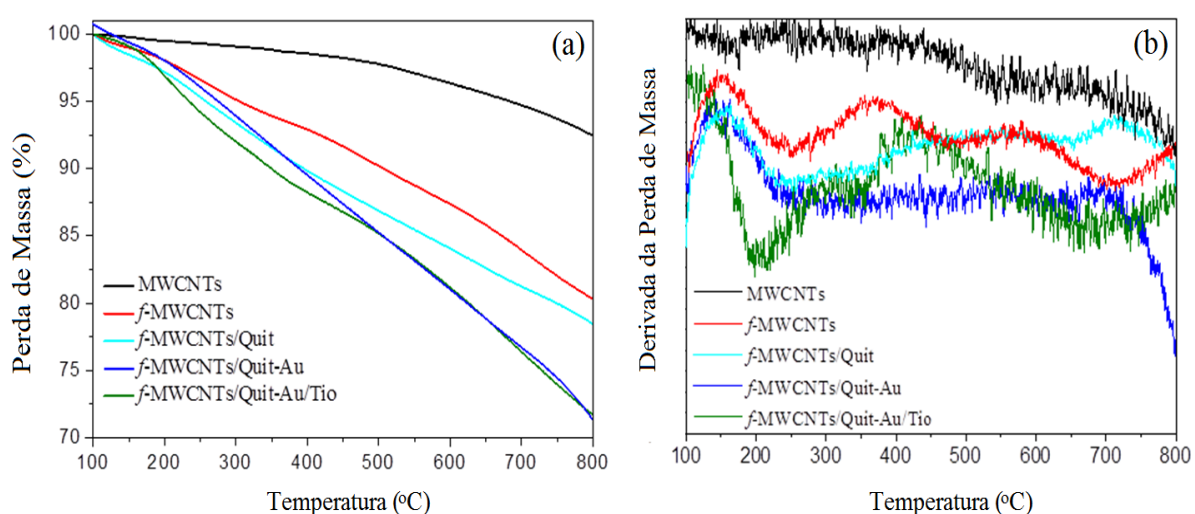 (a)
Perda de Massa (%)
100
95
90
85
80
75
70
MWCNTs
f-MWCNTs
f-MWCNTs/Quit
f-MWCNTs/Quit-Au
f-MWCNTs/Quit-Au/Tio
100 200 300 400 500 600 700 800
Temperatura (ºC)
(b)
Derivada da Perda de Massa
MWCNTs
f-MWCNTs
f-MWCNTs/Quit
f-MWCNTs/Quit-Au
f-MWCNTs/Quit-Au/Tio
100 200 300 400 500 600 700 800
Temperatura (ºC)